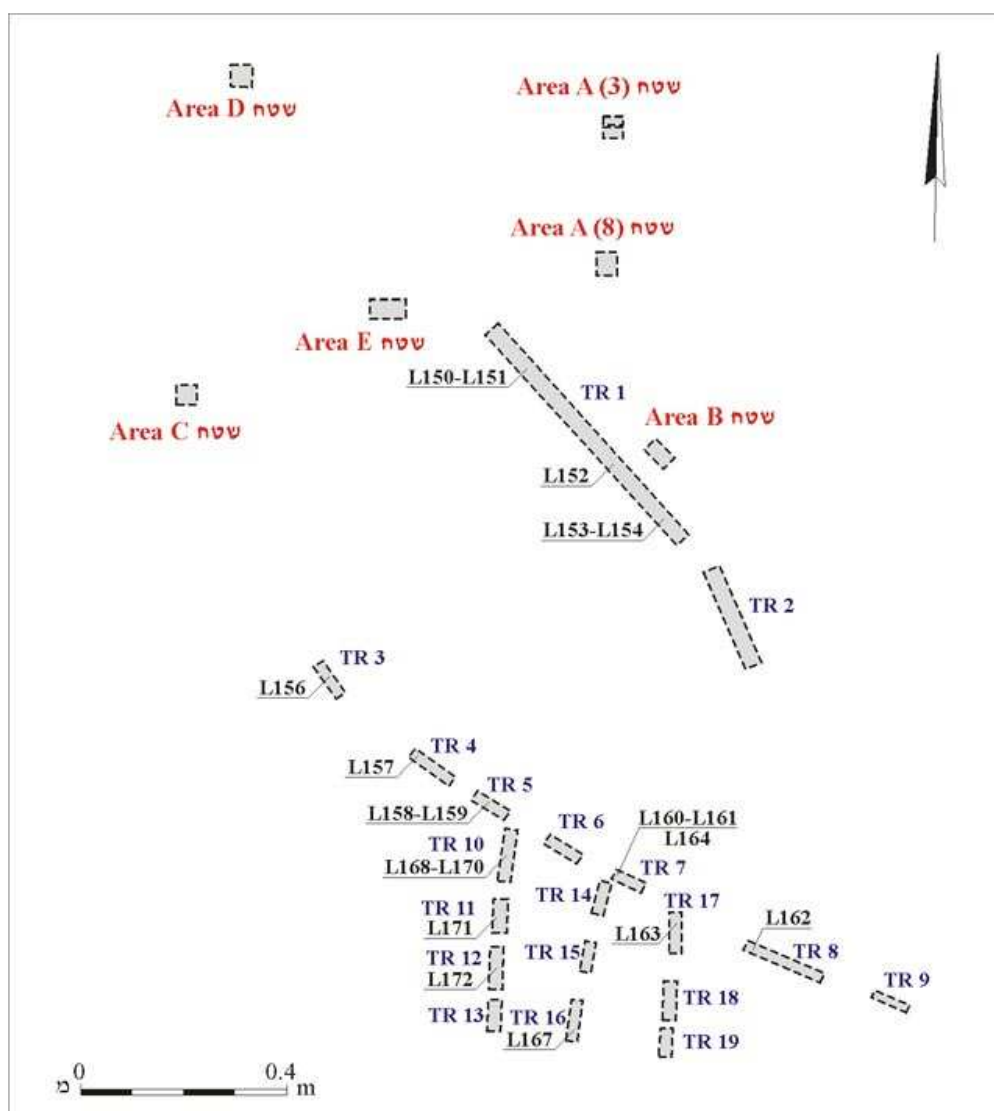 Area D שטח
Area A (3) שטח
Area A (8) שטח
Area E שטח
L150-L151
TR 1
Area C שטח
Area B שטח
L152
L153-L154
TR 2
TR 3
L156
TR 4
L157
TR 5
L158-L159
TR 6
L160-L161
L164
TR 10
L168-L170
TR 7
TR 14
TR 17
TR 11
L171
L163
L162
TR 15
TR 12
L172
TR 8
TR 9
TR 18
TR 13
TR 16
L167
TR 19
0 0.4
מ m